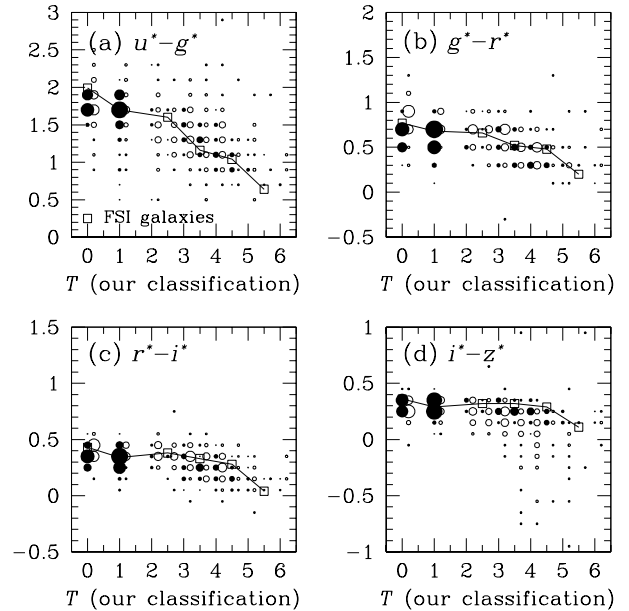 (a) u*−g*
3
2.5
2
1.5
1
0.5
0
□ FSI galaxies
0 1 2 3 4 5 6
T (our classification)
(b) g*−r*
2
1.5
1
0.5
0
−0.5
0 1 2 3 4 5 6
T (our classification)
(c) r*−i*
1.5
1
0.5
0
−0.5
0 1 2 3 4 5 6
T (our classification)
(d) i*−z*
1
0.5
0
−0.5
−1
0 1 2 3 4 5 6
T (our classification)